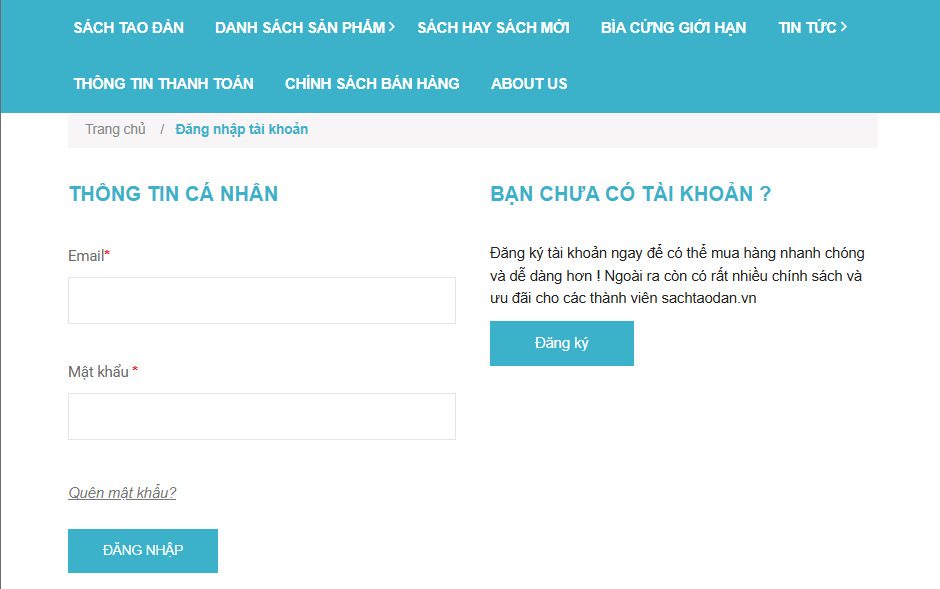 SÁCH TAO ĐÀN DANH SÁCH SẢN PHẨM SÁCH HAY SÁCH MỚI BÌA CỨNG GIỚI HẠN TIN TỨC
THÔNG TIN THANH TOÁN CHÍNH SÁCH BÁN HÀNG ABOUT US
Trang chủ / Đăng nhập tài khoản
THÔNG TIN CÁ NHÂN
Email*
Mật khẩu *
Quên mật khẩu?
ĐĂNG NHẬP
BẠN CHƯA CÓ TÀI KHOẢN ?
Đăng ký tài khoản ngay để có thể mua hàng nhanh chóng
và dễ dàng hơn ! Ngoài ra còn có rất nhiều chính sách và
ưu đãi cho các thành viên sachtaodan.vn
Đăng ký